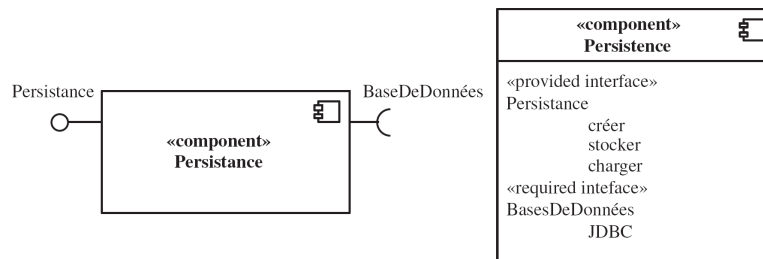 Persistance
BaseDeDonnées
«component»
Persistance
«component»
Persistence
«provided interface»
Persistance
créer
stocker
charger
«required inteface»
BasesDeDonnées
JDBC